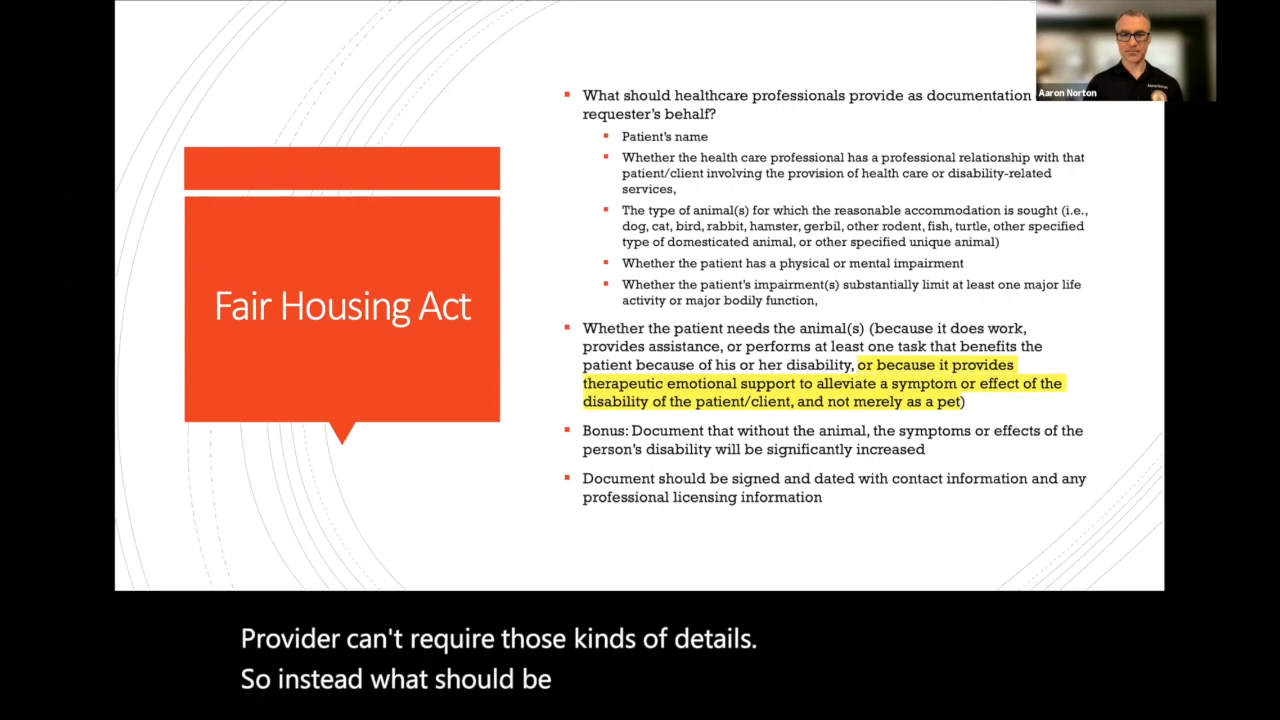 Aaron Norton
What should healthcare professionals provide as documentation
requester's behalf?
Patient's name
Whether the health care professional has a professional relationship with that
patient/client involving the provision of health care or disability-related
services,
The type of animal(s) for which the reasonable accommodation is sought (i.e.,
dog, cat, bird, rabbit, hamster, gerbil, other rodent, fish, turtle, other specified
type of domesticated animal, or other specified unique animal)
Whether the patient has a physical or mental impairment
Whether the patient's impairment(s) substantially limit at least one major life
activity or major bodily function,
Fair Housing Act
Whether the patient needs the animal(s) (because it does work,
provides assistance, or performs at least one task that benefits the
patient because of his or her disability, or because it provides
therapeutic emotional support to alleviate a symptom or effect of the
disability of the patient/client, and not merely as a pet)
Bonus: Document that without the animal, the symptoms or effects of the
person's disability will be significantly increased
Document should be signed and dated with contact information and any
professional licensing information
Provider can't require those kinds of details.
So instead what should be